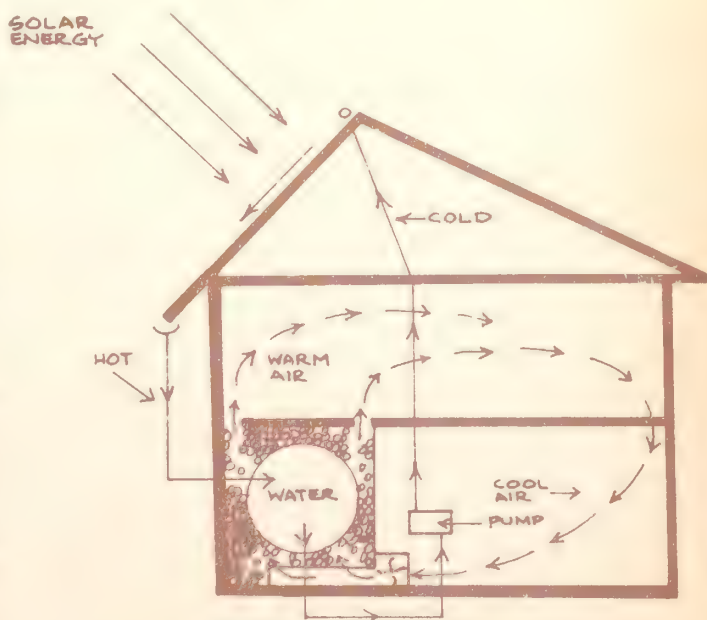 SOLAR
ENERGY
COLD
HOT
WARM
AIR
WATER
COOL
AIR
PUMP